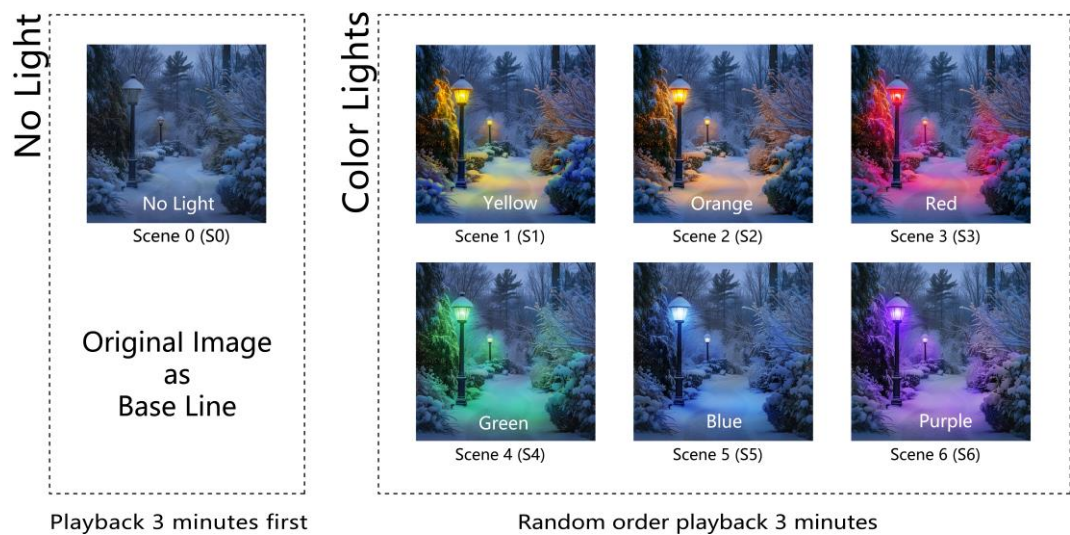 No Light
No Light
Scene 0 (S0)
Original Image
as
Base Line
Playback 3 minutes first
Color Lights
Yellow
Orange
Red
Scene 1 (S1)
Scene 2 (S2)
Scene 3 (S3)
Green
Blue
Purple
Scene 4 (S4)
Scene 5 (S5)
Scene 6 (S6)
Random order playback 3 minutes